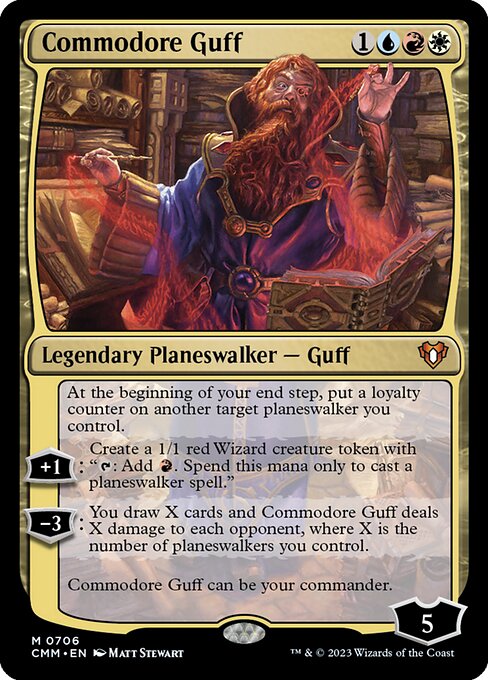 Commodore Guff 1
Legendary Planeswalker — Guff
At the beginning of your end step, put a loyalty
counter on another target planeswalker you
control.
Create a 1/1 red Wizard creature token with
+1 : “: Add . Spend this mana only to cast a
planeswalker spell.”
You draw X cards and Commodore Guff deals
−3 : X damage to each opponent, where X is the
number of planeswalkers you control.
Commodore Guff can be your commander.
5
M 0706
CMM • EN Matt Stewart
™ & © 2023 Wizards of the Coast